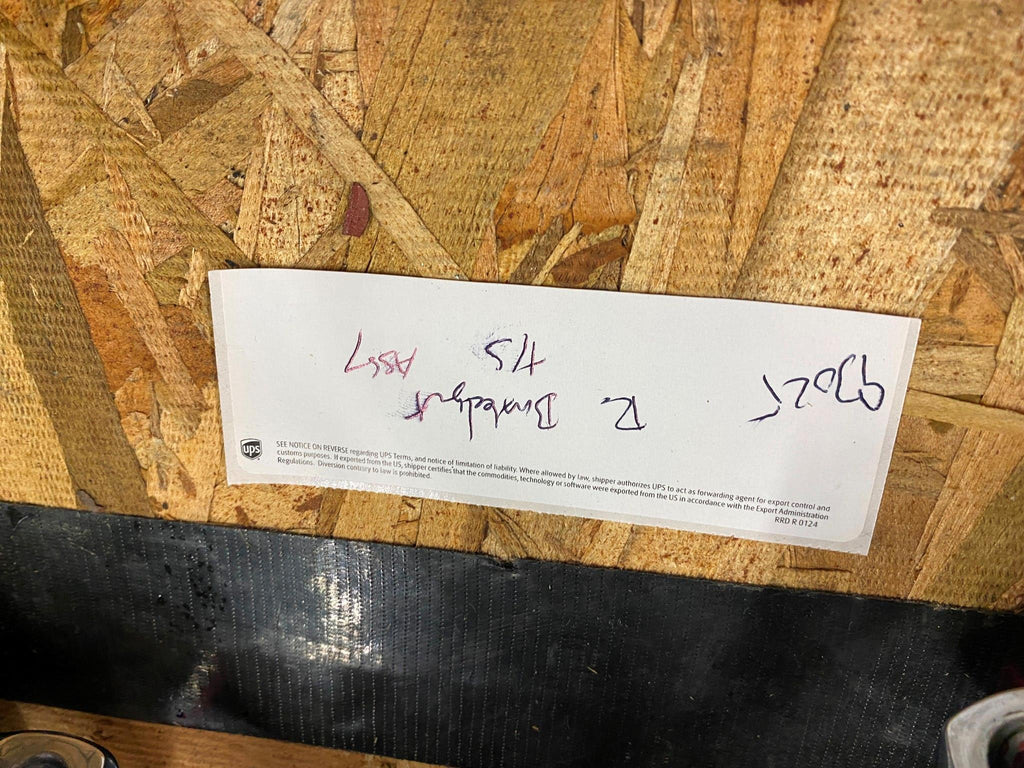 ups
SEE NOTICE ON REVERSE regarding UPS Terms, and notice of limitation of liability. Where allowed by law, shipper authorizes UPS to act as forwarding agent for export control and
customs purposes. If exported from the US, shipper certifies that the commodities, technology or software were exported from the US in accordance with the Export Administration
Regulations. Diversion contrary to law is prohibited.
RRD R 0124
R.
H/S